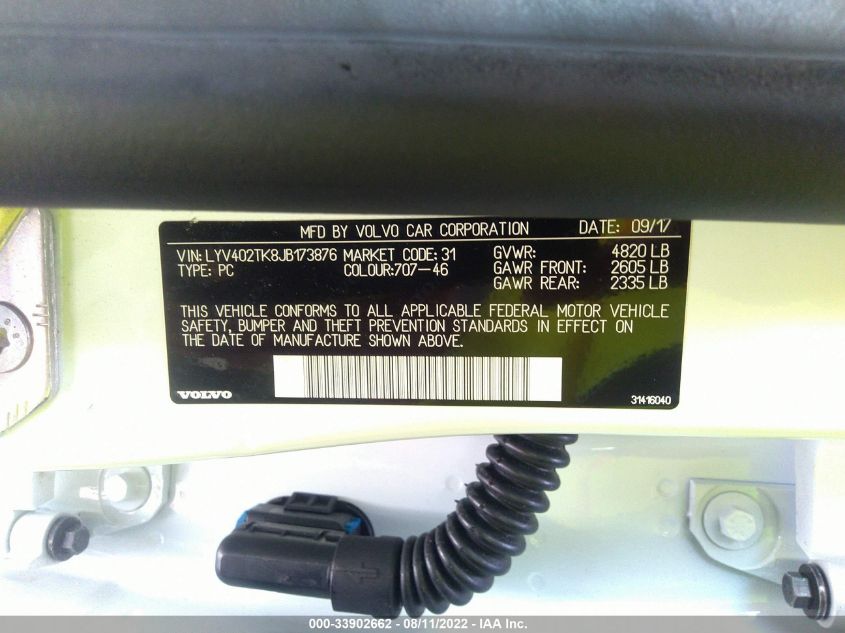 MFD BY VOLVO CAR CORPORATION DATE: 09/17
VIN: LYV402TK8JB173876 MARKET CODE: 31 GVWR: 4820 LB
TYPE: PC COLOUR:707-46 GAWR FRONT: 2605 LB
GAWR REAR: 2335 LB
THIS VEHICLE CONFORMS TO ALL APPLICABLE FEDERAL MOTOR VEHICLE
SAFETY, BUMPER AND THEFT PREVENTION STANDARDS IN EFFECT ON
THE DATE OF MANUFACTURE SHOWN ABOVE.
VOLVO 31416040
000-33902662 - 08/11/2022 - IAA Inc.